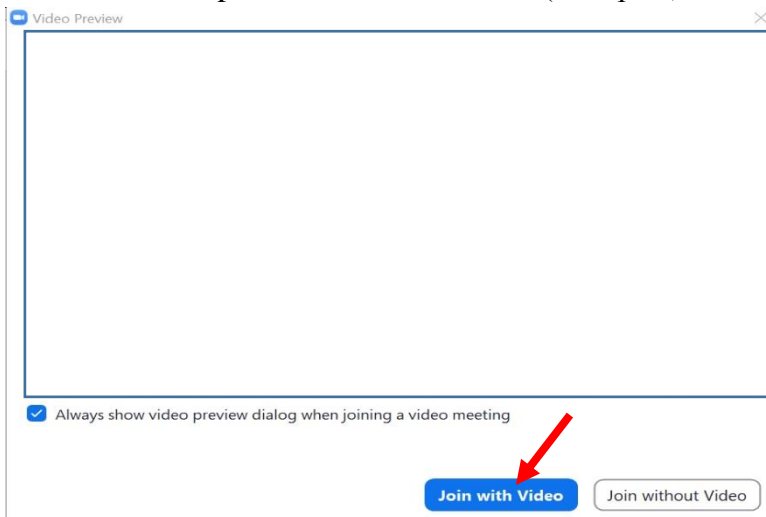 Video Preview
Always show video preview dialog when joining a video meeting
Join with Video
Join without Video